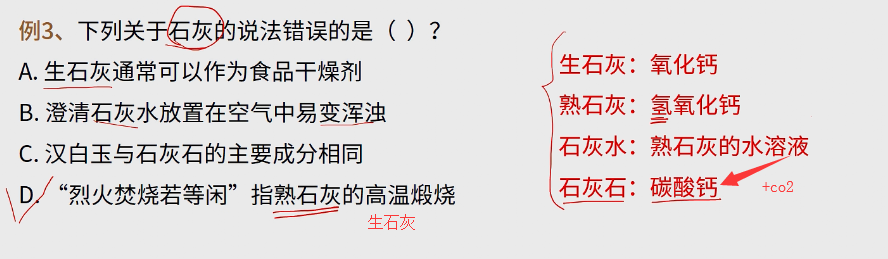 例3、下列关于石灰的说法错误的是（ ）？
A. 生石灰通常可以作为食品干燥剂
B. 澄清石灰水放置在空气中易变浑浊
C. 汉白玉与石灰石的主要成分相同
D. “烈火焚烧若等闲”指熟石灰的高温煅烧
生石灰
生石灰：氧化钙
熟石灰：氢氧化钙
石灰水：熟石灰的水溶液
石灰石：碳酸钙
+co2